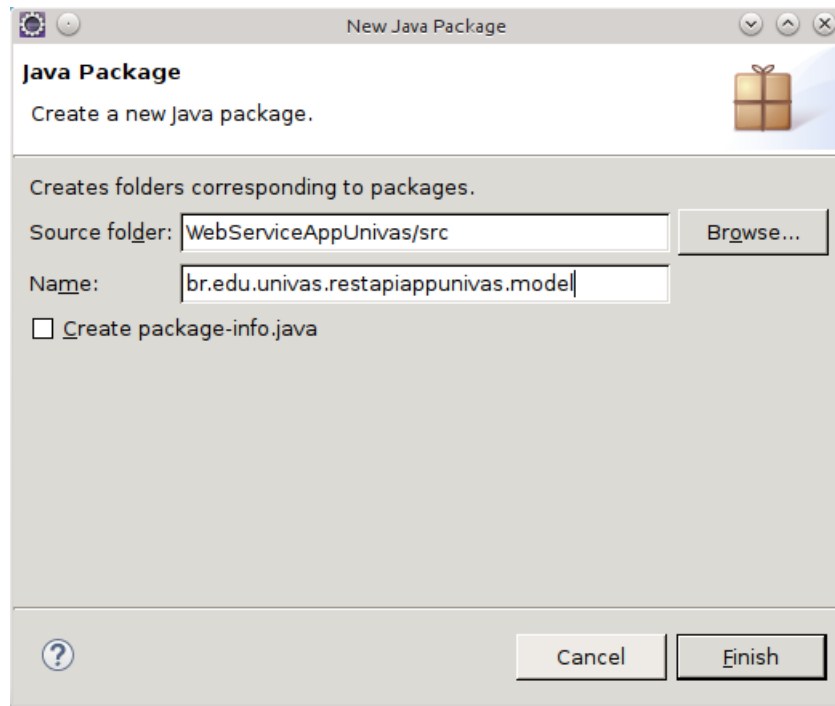 New Java Package
Java Package
Create a new Java package.
Creates folders corresponding to packages.
Source folder: WebServiceAppUnivas/src Browse...
Name: br.edu.univas.restapiappunivas.model
Create package-info.java
? Cancel Finish